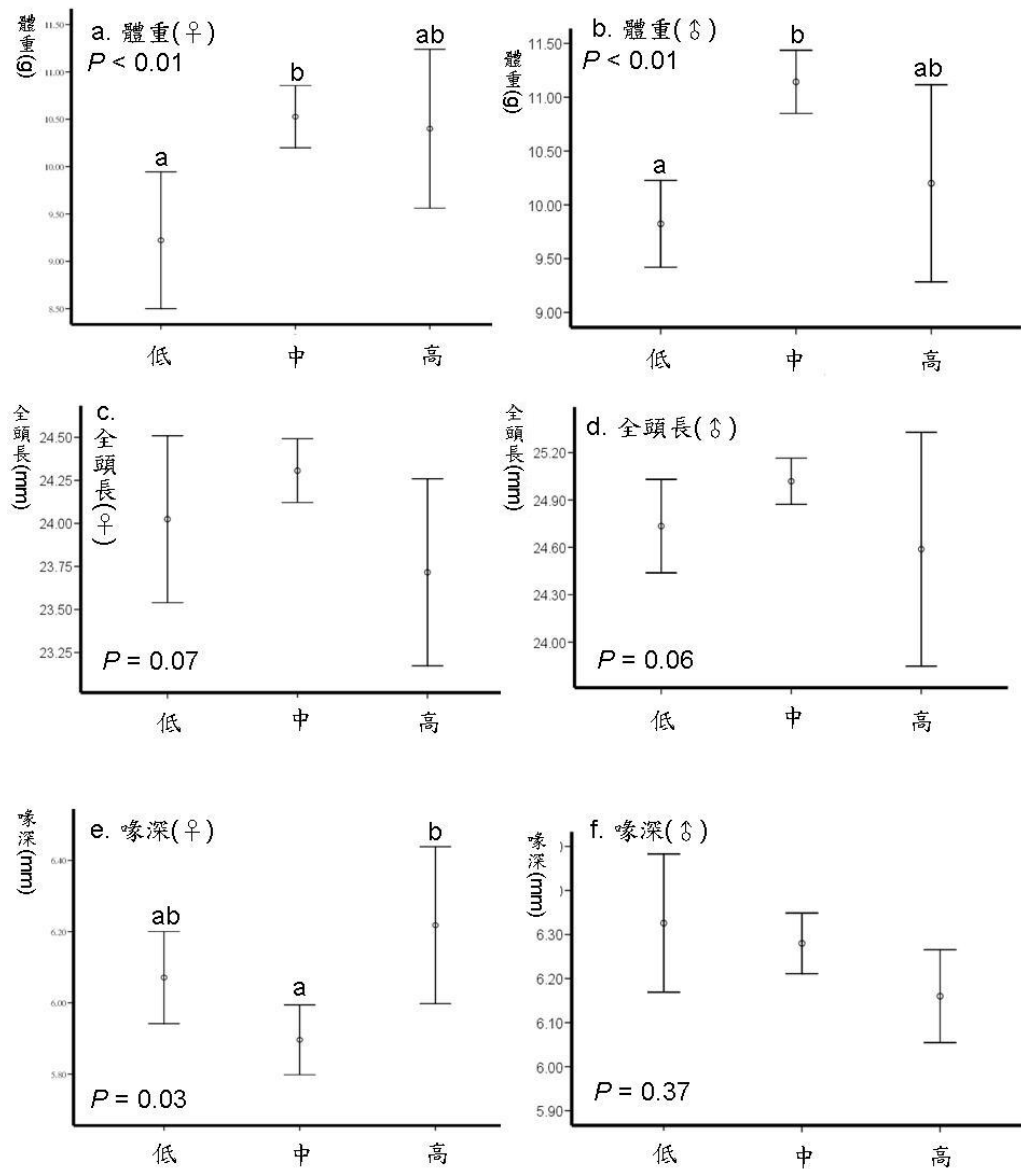 a. 體重(♀)
P < 0.01
體重(g)
11.50
11.00
10.50
10.00
9.50
9.00
8.50
a
b
ab
低
中
高
b. 體重(♂)
P < 0.01
體重(g)
11.50
11.00
10.50
10.00
9.50
9.00
a
b
ab
低
中
高
c. 全頭長(♀)
全頭長(mm)
24.50
24.25
24.00
23.75
23.50
23.25
P = 0.07
低
中
高
d. 全頭長(♂)
全頭長(mm)
25.20
24.90
24.60
24.30
24.00
P = 0.06
低
中
高
e. 喙深(♀)
喙深(mm)
6.40
6.20
6.00
5.80
ab
a
b
P = 0.03
低
中
高
f. 喙深(♂)
喙深(mm)
6.30
6.20
6.10
6.00
5.90
P = 0.37
低
中
高